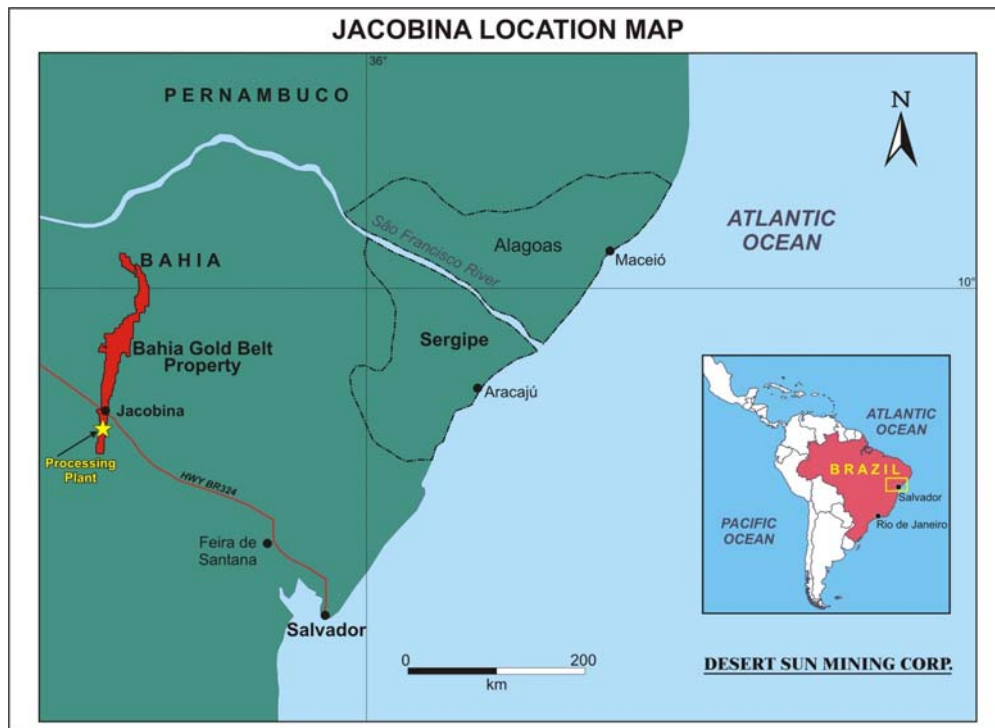 JACOBINA LOCATION MAP
36°
PERNAMBUCO
N
ATLANTIC
OCEAN
São Francisco River
Alagoas
Maceió
BAHIA
10°
Sergipe
Bahia Gold Belt
Property
Aracajú
Jacobina
Processing
Plant
HWY BR324
Feira de
Santana
Salvador
0 200
km
ATLANTIC
OCEAN
BRAZIL
Salvador
Rio de Janeiro
PACIFIC
OCEAN
DESERT SUN MINING CORP.